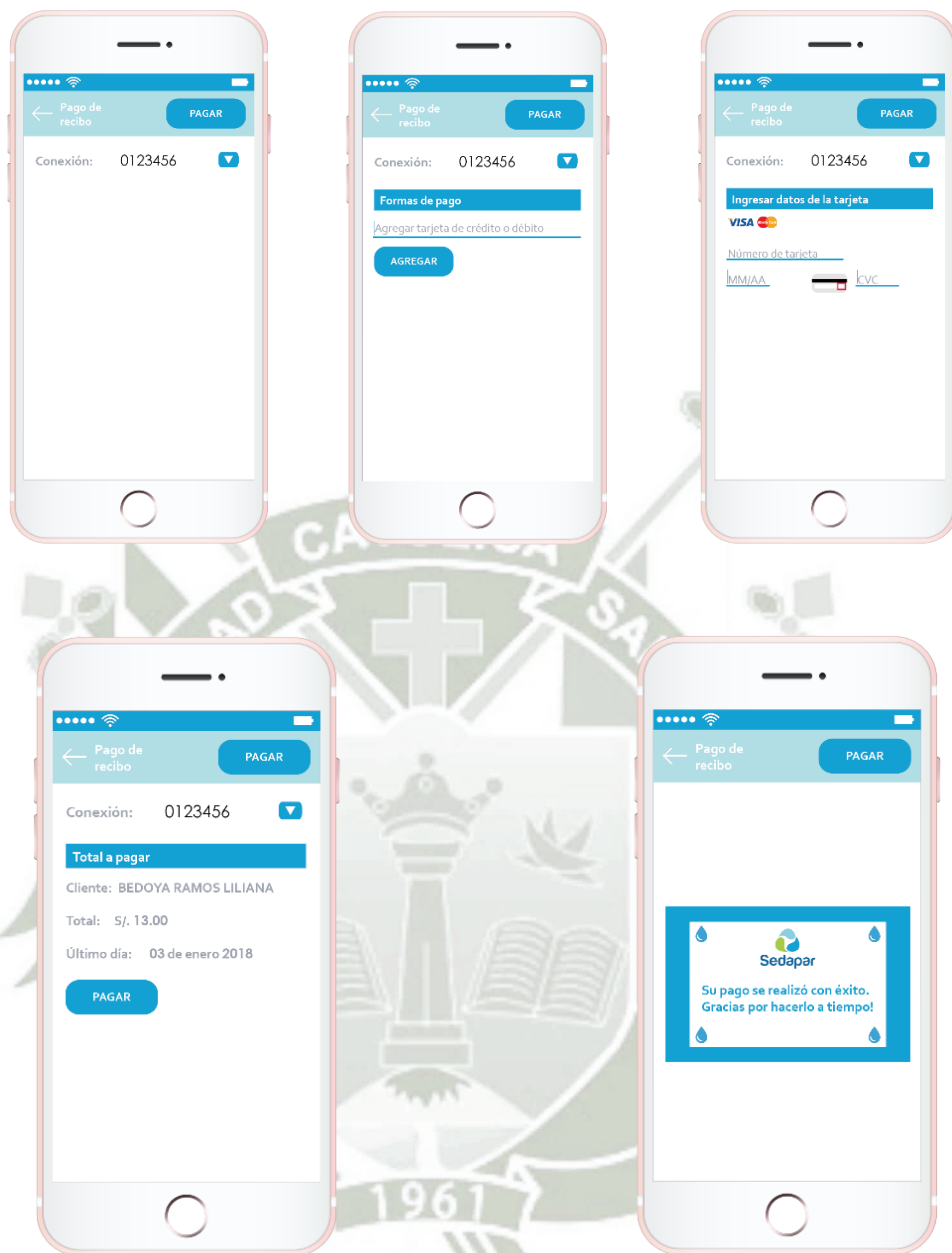 Pago de
recibo
PAGAR
Conexión: 0123456
Pago de
recibo
PAGAR
Conexión: 0123456
Formas de pago
Agregar tarjeta de crédito o débito
AGREGAR
Pago de
recibo
PAGAR
Conexión: 0123456
Ingresar datos de la tarjeta
VISA MasterCard
Número de tarjeta
MM/AA CVC
Pago de
recibo
PAGAR
Conexión: 0123456
Total a pagar
Cliente: BEDOYA RAMOS LILIANA
Total: S/. 13.00
Último día: 03 de enero 2018
PAGAR
Pago de
recibo
PAGAR
Sedapar
Su pago se realizó con éxito.
Gracias por hacerlo a tiempo!
1961